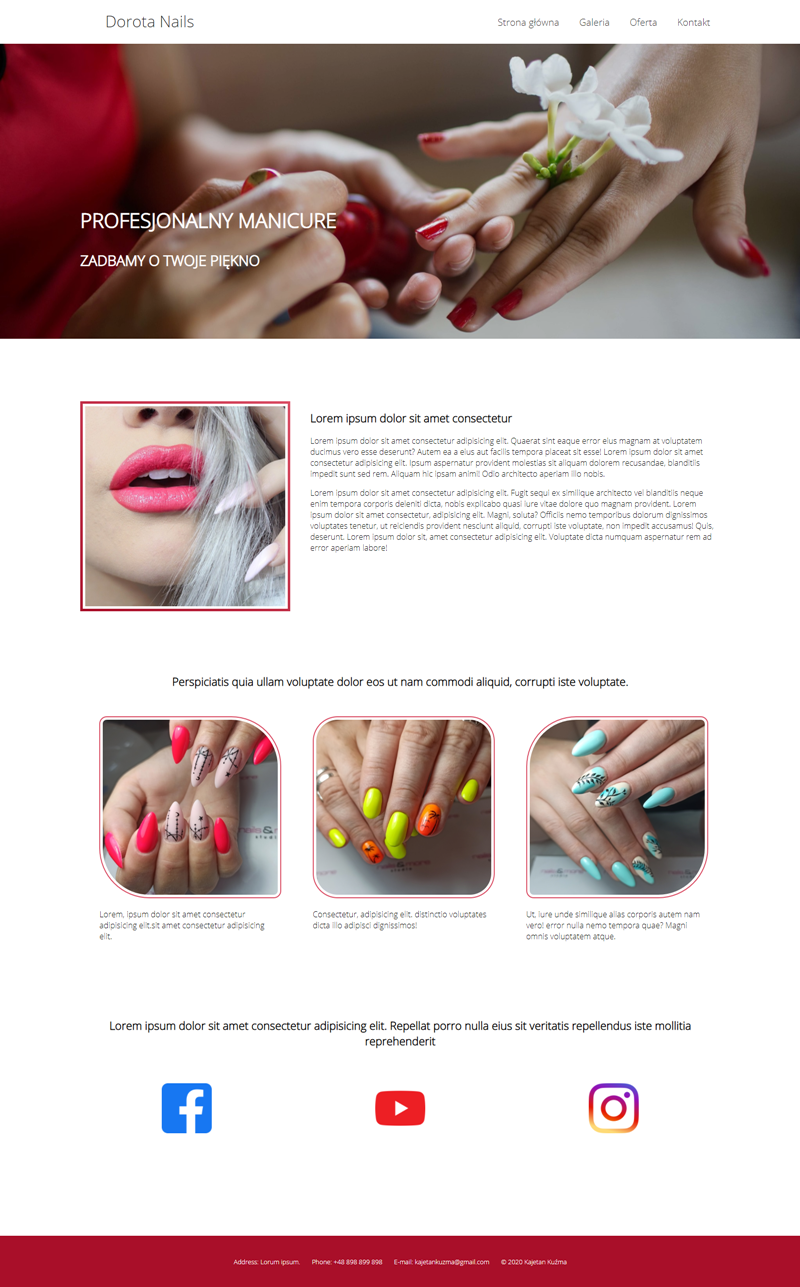 Dorota Nails
Strona główna Galeria Oferta Kontakt
PROFESJONALNY MANICURE
ZADBAMY O TWOJE PIĘKNO
Lorem ipsum dolor sit amet consectetur
Lorem ipsum dolor sit amet consectetur adipisicing elit. Quaerat sint eaque error eius magnam at voluptatem
ducimus vero esse deserunt? Autem ea a eius aut facilis tempora placeat sit esse! Lorem ipsum dolor sit amet
consectetur adipisicing elit. Ipsum aspernatur provident molestias sit aliquam dolorem recusandae, blanditiis
impedit sunt sed rem. Aliquam hic ipsam animi! Odio architecto aperiam illo nobis.
Lorem ipsum dolor sit amet consectetur adipisicing elit. Fugit sequi ex similique architecto vel blanditiis neque
enim tempora corporis deleniti dicta, nobis explicabo quasi iure vitae dolore quo magnam provident. Lorem
ipsum dolor sit amet consectetur, adipisicing elit. Magni, soluta? Officiis nemo temporibus dolorum dignissimos
voluptates tenetur, ut reiciendis provident nesciunt aliquid, corrupti iste voluptate, non impedit accusamus! Quis,
deserunt. Lorem ipsum dolor sit, amet consectetur adipisicing elit. Voluptate dicta numquam aspernatur rem ad
error aperiam labore!
Perspiciatis quia ullam voluptate dolor eos ut nam commodi aliquid, corrupti iste voluptate.
Lorem, ipsum dolor sit amet consectetur
adipisicing elit.sit amet consectetur adipisicing
elit.
Consectetur, adipisicing elit. distinctio voluptates
dicta illo adipisci dignissimos!
Ut, iure unde similique alias corporis autem nam
vero! error nulla nemo tempora quae? Magni
omnis voluptatem atque.
Lorem ipsum dolor sit amet consectetur adipisicing elit. Repellat porro nulla eius sit veritatis repellendus iste mollitia
reprehenderit
Address: Lorum ipsum. Phone: +48 898 899 898 E-mail: kajetankuzma@gmail.com © 2020 Kajetan Kuźma